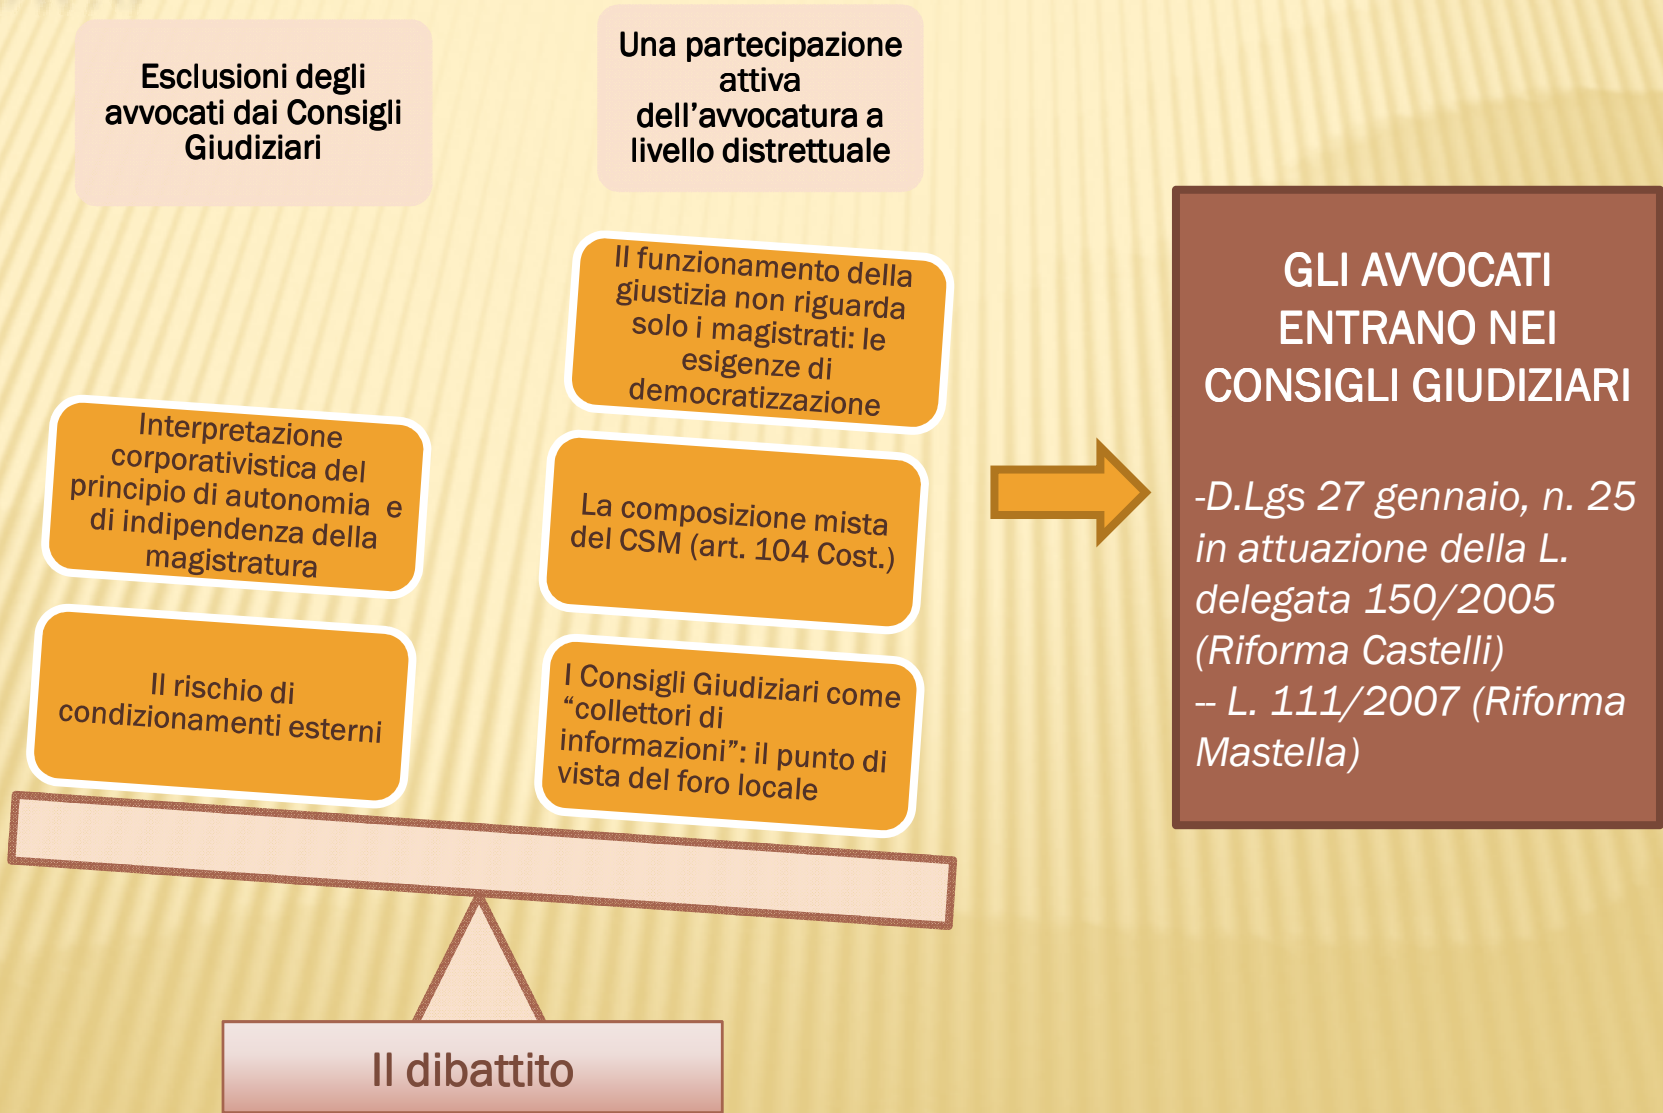 Esclusioni degli
avvocati dai Consigli
Giudiziari
Una partecipazione
attiva
dell’avvocatura a
livello distrettuale
Interpretazione
corporativistica del
principio di autonomia e
di indipendenza della
magistratura
Il rischio di
condizionamenti esterni
Il funzionamento della
giustizia non riguarda
solo i magistrati: le
esigenze di
democratizzazione
La composizione mista
del CSM (art. 104 Cost.)
I Consigli Giudiziari come
“collettori di
informazioni”: il punto di
vista del foro locale
Il dibattito
GLI AVVOCATI
ENTRANO NEI
CONSIGLI GIUDIZIARI
-D.Lgs 27 gennaio, n. 25
in attuazione della L.
delegata 150/2005
(Riforma Castelli)
-- L. 111/2007 (Riforma
Mastella)